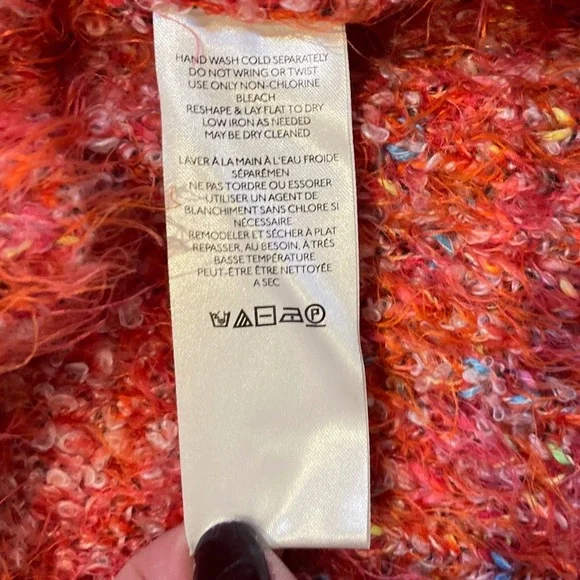 HAND WASH COLD SEPARATELY
DO NOT WRING OR TWIST
USE ONLY NON-CHLORINE
BLEACH
RESHAPE & LAY FLAT TO DRY
LOW IRON AS NEEDED
MAY BE DRY CLEANED
LAVER À LA MAIN À L'EAU FROIDE
SÉPARÉMEN
NE PAS TORDRE OU ESSORER
UTILISER UN AGENT DE
BLANCHIMENT SANS CHLORE SI
NÉCESSAIRE
REMODELER ET SÉCHER À PLAT
REPASSER, AU BESOIN, À TRÈS
BASSE TEMPÉRATURE
PEUT-ÊTRE ÊTRE NETTOYÉE
A SEC
P